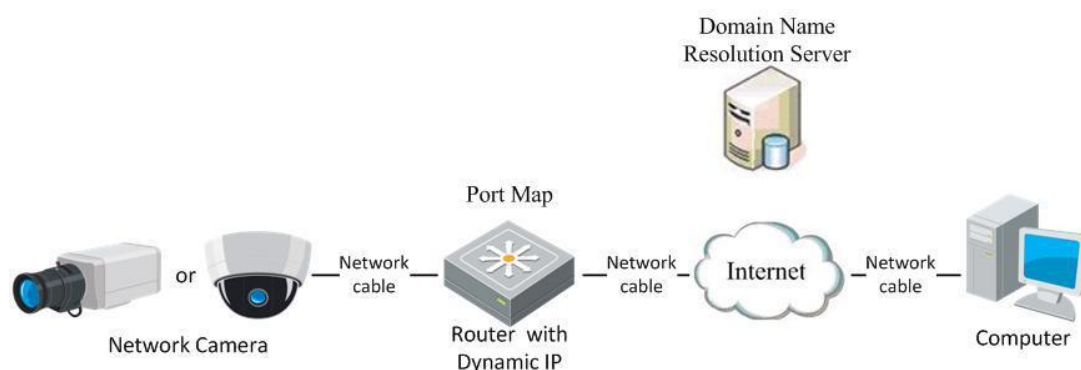 Domain Name
Resolution Server
Port Map
or
Network
cable
Network
cable
Internet
Network
cable
Network Camera
Router with
Dynamic IP
Computer